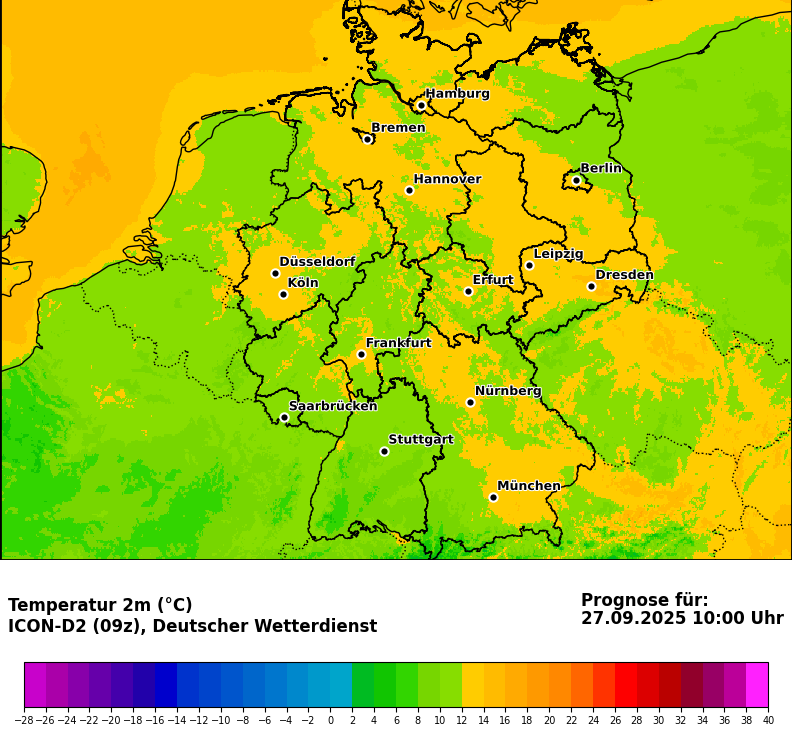 Hamburg
Bremen
Berlin
Hannover
Leipzig
Düsseldorf
Dresden
Erfurt
Köln
Frankfurt
Nürnberg
Saarbrücken
Stuttgart
München
Temperatur 2m (°C)
ICON-D2 (09z), Deutscher Wetterdienst
Prognose für:
27.09.2025 10:00 Uhr
−28 −26 −24 −22 −20 −18 −16 −14 −12 −10 −8 −6 −4 −2 0 2 4 6 8 10 12 14 16 18 20 22 24 26 28 30 32 34 36 38 40